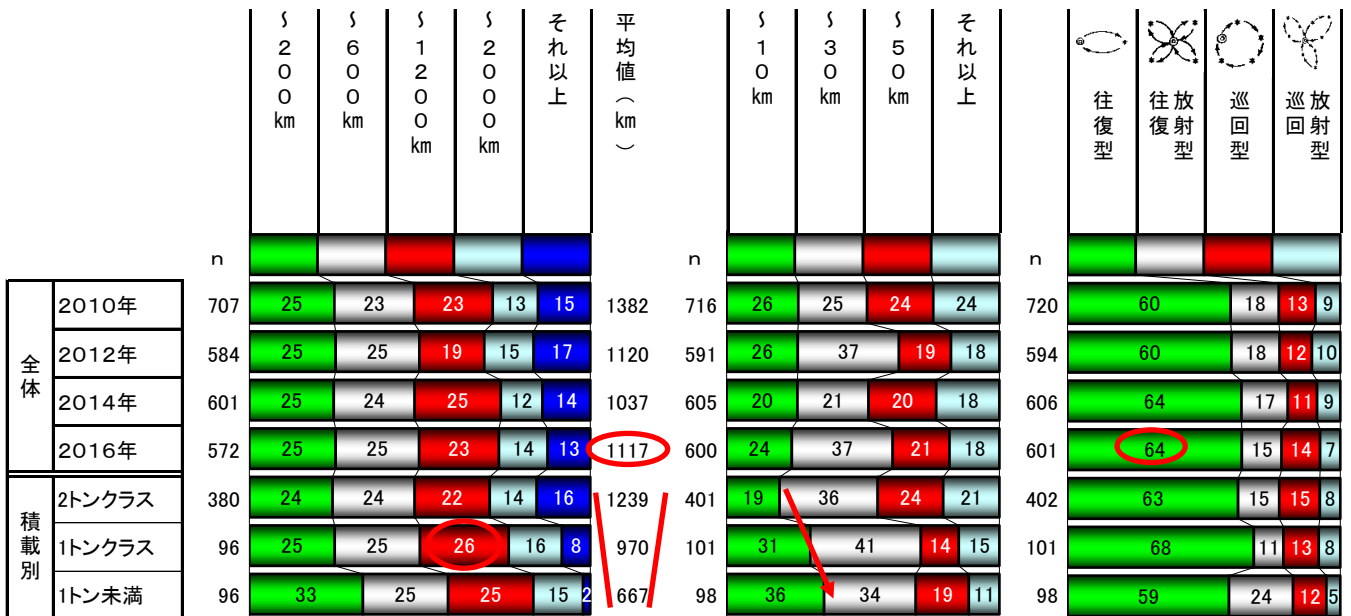 ~200km ~600km ~1200km ~2000km それ以上 平均値(km) ~10km ~30km ~50km それ以上 往復型 放射型往復 巡回型 放射型巡回
n n n
全体
2010年 707 25 23 23 13 15 1382 716 26 25 24 24 720 60 18 13 9
2012年 584 25 25 19 15 17 1120 591 26 37 19 18 594 60 18 12 10
2014年 601 25 24 25 12 14 1037 605 20 21 20 18 606 64 17 11 9
2016年 572 25 25 23 14 13 1117 600 24 37 21 18 601 64 15 14 7
積載別
2トンクラス 380 24 24 22 14 16 1239 401 19 36 24 21 402 63 15 15 8
1トンクラス 96 25 25 26 16 8 970 101 31 41 14 15 101 68 11 13 8
1トン未満 96 33 25 25 15 2 667 98 36 34 19 11 98 59 24 12 5